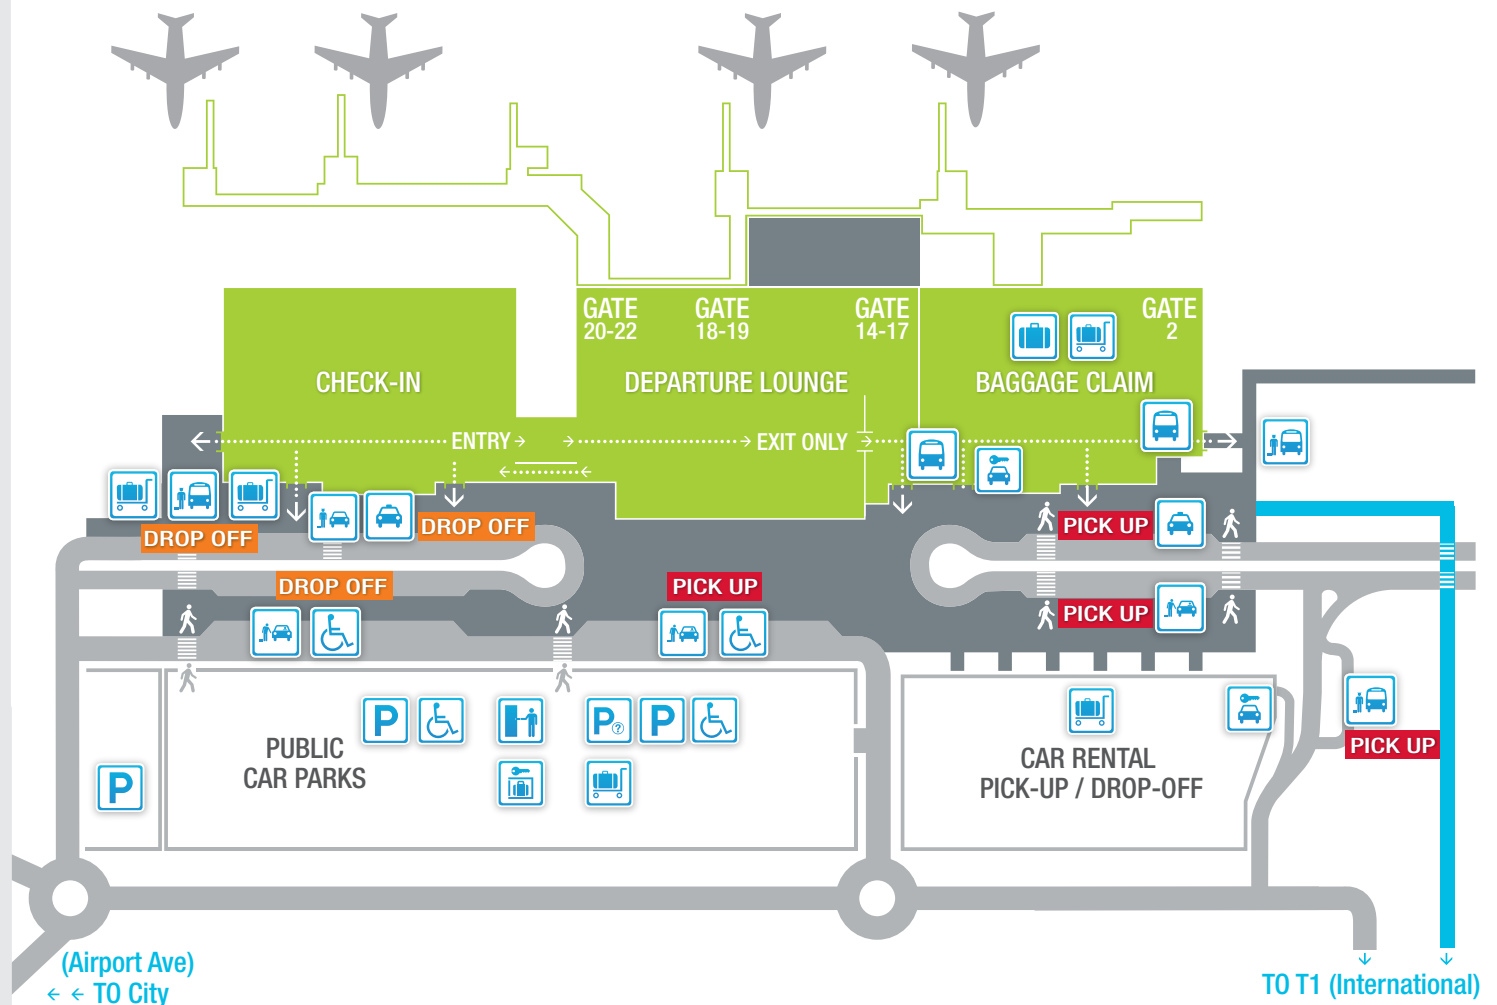 GATE
20-22
GATE
18-19
GATE
14-17
GATE
2
CHECK-IN
DEPARTURE LOUNGE
BAGGAGE CLAIM
ENTRY
EXIT ONLY
DROP OFF
DROP OFF
PICK UP
DROP OFF
PICK UP
PICK UP
P
P ?
P
PUBLIC
CAR PARKS
P
CAR RENTAL
PICK-UP / DROP-OFF
PICK UP
(Airport Ave)
TO City
TO T1 (International)